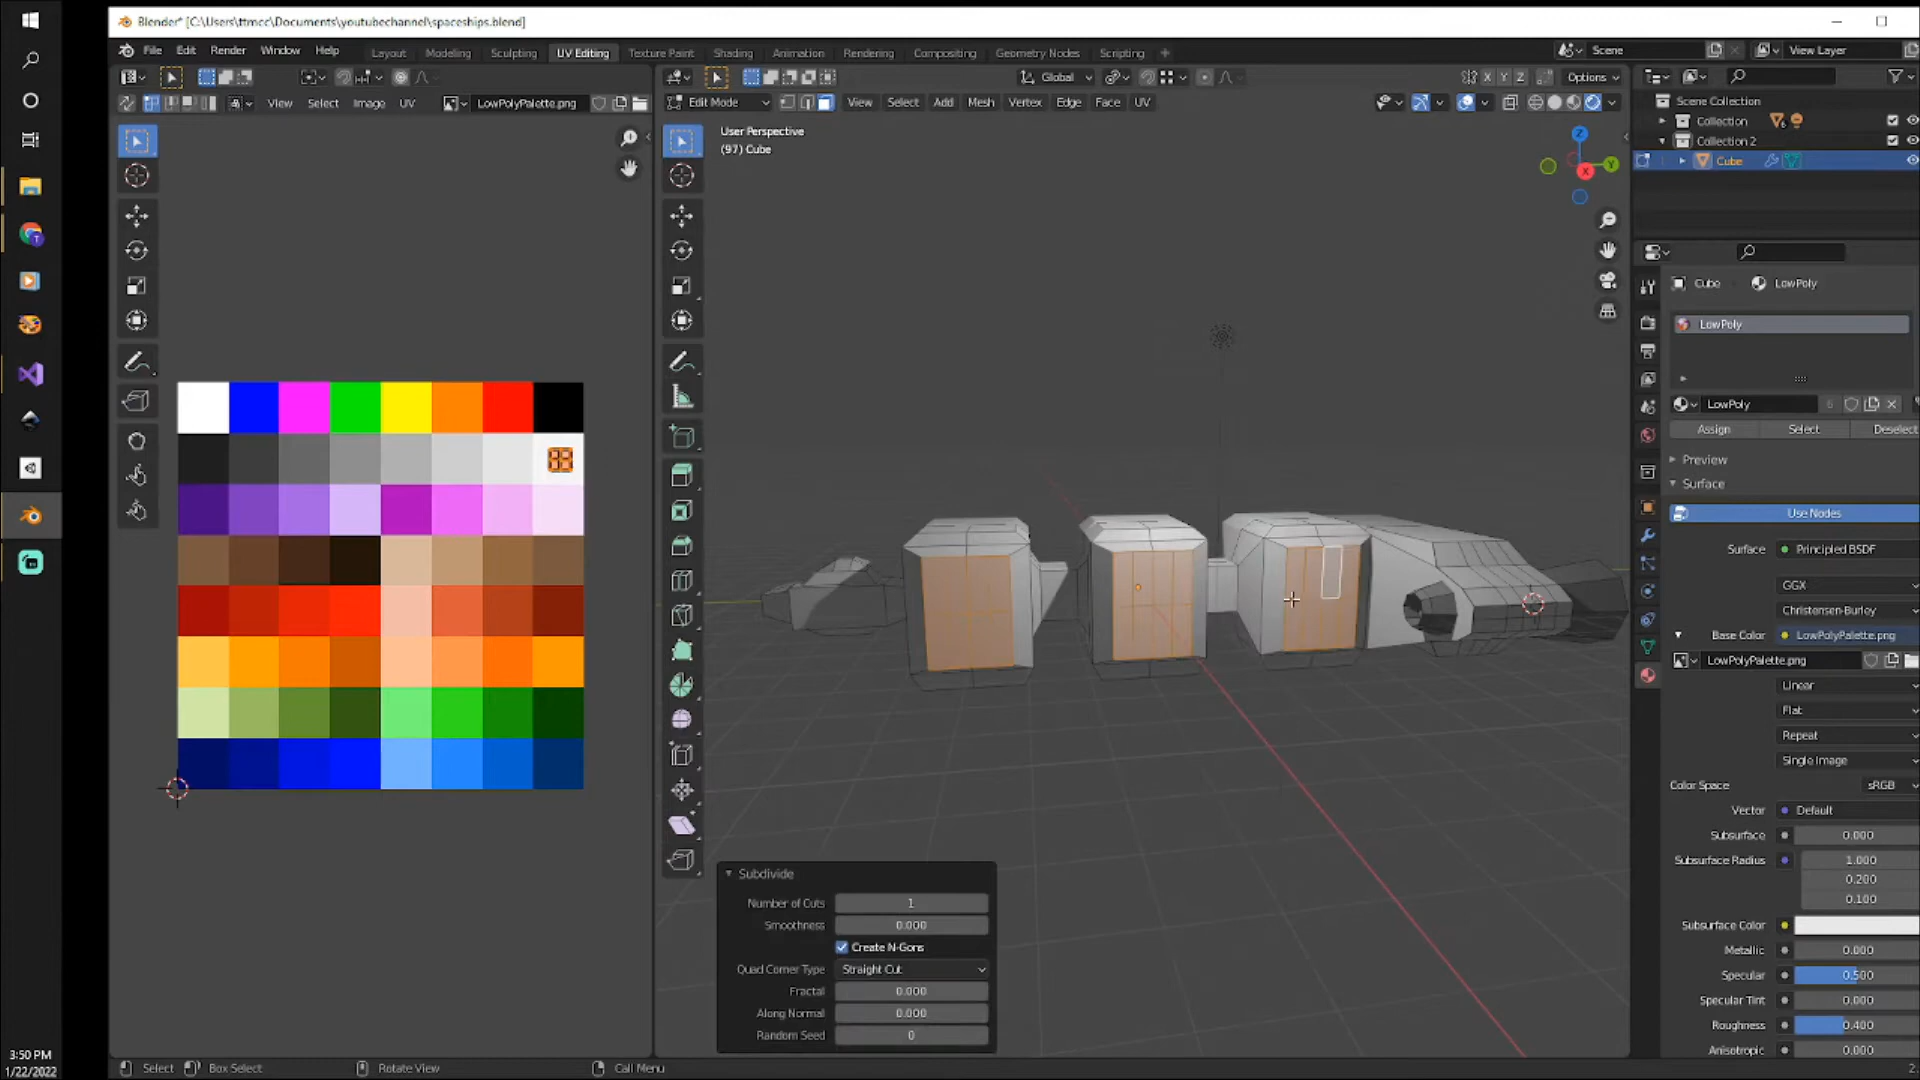 Blender* [C:\Users\ttmcc\Documents\youtubechannel\spaceships.blend]
File Edit Render Window Help Layout Modeling Sculpting UV Editing Texture Paint Shading Animation Rendering Compositing Geometry Nodes Scripting + Scene View Layer
Global Options
View Select Image UV LowPolyPalette.png
Edit Mode View Select Add Mesh Vertex Edge Face UV
X Y Z
User Perspective
(97) Cube
Z
Y
X
Scene Collection
Collection 6
Collection 2
Cube
Cube LowPoly
LowPoly
LowPoly 6
Assign Select Deselect
Preview
Surface
Use Nodes
Surface Principled BSDF
GGX
Christensen-Burley
Base Color LowPolyPalette.png
LowPolyPalette.png
Linear
Flat
Repeat
Single Image
Color Space sRGB
Vector Default
Subsurface 0.000
Subsurface Radius 1.000
0.200
0.100
Subsurface Color
Metallic 0.000
Specular 0.500
Specular Tint 0.000
Roughness 0.400
Anisotropic 0.000
Subdivide
Number of Cuts 1
Smoothness 0.000
Create N-Gons
Quad Corner Type Straight Cut
Fractal 0.000
Along Normal 0.000
Random Seed 0
Select Box Select Rotate View Call Menu
2.
3:50 PM
1/22/2022